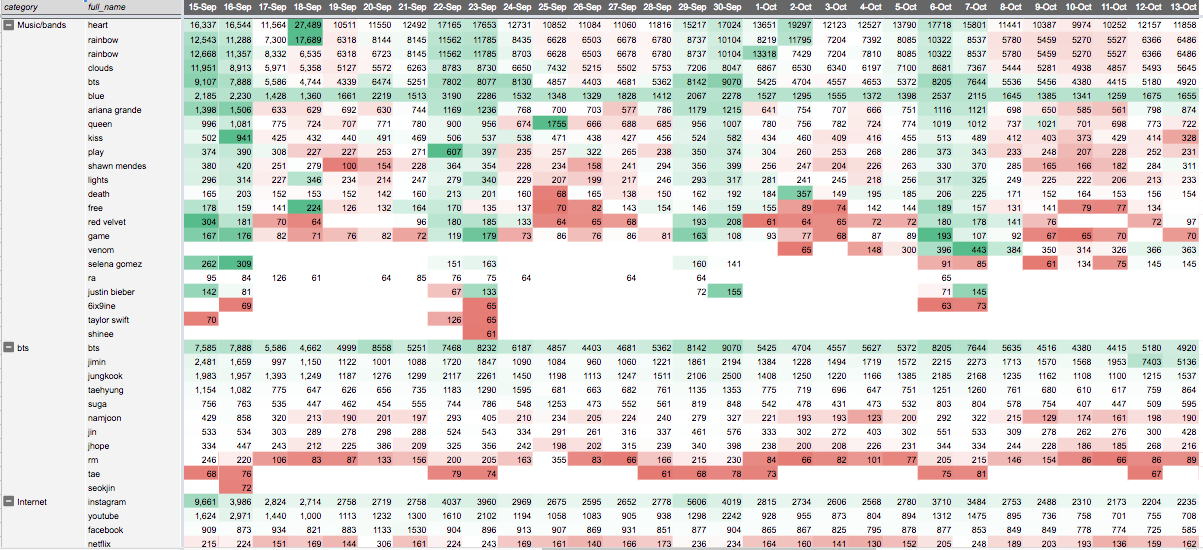 category full_name 15-Sep 16-Sep 17-Sep 18-Sep 19-Sep 20-Sep 21-Sep 22-Sep 23-Sep 24-Sep 25-Sep 26-Sep 27-Sep 28-Sep 29-Sep 30-Sep 1-Oct 2-Oct 3-Oct 4-Oct 5-Oct 6-Oct 7-Oct 8-Oct 9-Oct 10-Oct 11-Oct 12-Oct 13-Oct
Music/bands heart 16,337 16,544 11,564 27,489 10511 11550 12492 17165 17653 12731 10852 11084 11060 11816 15217 17024 13651 19297 12123 12527 13790 17718 15801 11441 10387 9974 10252 12157 11858
rainbow 12,543 11,288 7,300 17,689 6318 8144 8145 11562 11785 8435 6628 6503 6678 6780 8737 10104 8219 11795 5420 7392 8085 10322 8537 5780 5459 5270 5527 6366 6486
rainbow 12,668 11,357 8,332 6,535 6318 8144 8145 11562 11785 8703 6628 6503 6678 6780 8737 10104 13318 7429 7204 7810 8085 10322 8537 5780 5459 5270 5527 6366 6486
clouds 11,951 8,913 5,971 5,358 5127 5572 6263 8783 8730 6650 7432 5215 5502 5753 7206 8047 6867 6530 6340 6197 6167 8681 7367 5444 5281 4938 4857 5493 5645
bts 9,107 7,888 5,586 4,744 4339 6474 5251 7802 8077 8130 4857 4403 4681 5362 8142 9070 5425 4704 4557 4653 5372 8205 7644 5536 5456 4380 4415 5180 4920
blue 2,185 2,230 1,428 1,360 1661 2219 1513 3190 2286 1532 1348 1329 1828 1412 2067 2278 1527 1295 1555 1372 1398 2537 2115 1645 1385 1341 1259 1675 1655
ariana grande 1,398 1,506 633 629 692 630 744 1169 1236 768 700 703 577 786 1179 1215 641 754 707 666 751 1116 1121 698 650 585 561 798 874
queen 996 1,081 775 724 707 771 780 900 956 674 1755 666 688 685 956 1007 780 756 782 724 774 1019 1012 737 1021 701 698 773 722
kiss 502 941 425 432 440 491 469 506 537 538 471 438 427 456 524 582 434 460 409 416 455 513 489 412 403 373 429 414 328
play 374 390 308 227 227 253 271 607 397 235 257 322 265 238 350 374 304 260 253 268 286 373 343 233 248 207 228 252 231
shawn mendes 380 420 251 279 100 154 228 364 354 228 234 158 241 294 356 399 256 247 204 226 263 330 370 285 165 166 182 284 311
lights 296 314 227 346 234 214 247 279 340 229 207 199 217 246 293 317 281 241 245 218 256 317 325 249 225 222 206 213 233
death 165 203 152 153 152 142 160 213 201 160 68 165 138 150 162 192 184 357 149 195 185 206 225 171 152 164 153 156 154
free 178 159 141 224 126 132 164 170 135 137 70 82 143 154 146 159 155 89 74 142 144 189 157 131 110 79 77 134
red velvet 304 181 70 64 96 180 185 133 64 65 68 193 208 61 64 65 72 72 180 178 141 76 72 97
game 167 176 82 71 76 82 72 119 179 73 86 76 86 81 163 108 93 77 68 87 89 193 107 92 67 65 70 70
venom 65 148 300 396 443 384 350 314 326 366 363
selena gomez 262 309 151 163 160 141 91 85 61 134 75 145 145
ra 95 84 126 61 64 85 76 75 64 64 64 65
justin bieber 142 81 67 133 72 155 71 145
6ix9ine 69 65 63 73
taylor swift 70 126 65
shinee 61
bts bts 7,585 7,888 5,586 4,662 4999 8558 5251 7468 8232 6187 4857 4403 4681 5362 8142 9070 5425 4704 4557 5627 5372 8205 7644 5635 4516 4380 4415 5180 4920
jimin 2,481 1,659 997 1,150 1122 1001 1088 1720 1847 1090 1084 960 1060 1221 1861 2194 1384 1228 1494 1719 1572 2215 2273 1713 1570 1568 1953 7403 5136
jungkook 1,983 1,957 1,393 1,249 1187 1276 1299 2117 2261 1450 1198 1113 1247 1511 2106 2500 1408 1250 1220 1166 1385 2185 2168 1235 1162 1108 1100 1215 1537
taehyung 1,154 1,082 775 647 626 656 735 1183 1290 1595 681 663 682 761 1135 1353 775 719 696 647 751 1251 1260 761 680 610 617 759 864
suga 756 763 535 447 462 454 555 744 786 548 1253 473 552 561 819 848 542 478 431 473 532 803 804 578 754 407 447 509 595
namjoon 429 858 320 213 190 201 197 293 405 210 234 205 224 240 279 327 221 193 193 123 200 292 322 215 129 174 161 198 190
jin 533 534 303 289 278 298 288 524 543 334 291 261 316 337 461 576 333 302 272 403 302 551 533 309 278 262 276 300 428
jhope 334 447 243 212 225 386 209 325 356 242 198 202 315 239 340 398 238 200 208 226 231 344 334 244 228 186 185 268 216
rm 246 220 106 83 87 133 156 200 205 163 355 83 66 166 215 230 84 66 82 101 77 205 215 146 154 86 66 86 89
tae 68 76 79 74 61 68 78 73 75 81 67
seokjin 72
Internet instagram 9,661 3,986 2,824 2,714 2758 2719 2758 4037 3960 2969 2675 2595 2652 2778 5606 4019 2815 2734 2606 2568 2780 3710 3484 2753 2488 2310 2173 2204 2235
youtube 1,624 2,971 1,440 1,000 1113 1232 1300 1610 2102 1194 1058 1083 905 938 1298 2242 928 955 873 804 894 1312 1475 895 736 758 705 755 708
facebook 909 873 934 821 883 1133 1530 904 896 913 907 869 931 851 877 904 865 867 825 795 878 877 853 849 849 778 774 725 585
netflix 215 224 151 169 144 306 161 224 243 169 161 140 166 173 236 234 164 160 141 130 152 205 248 149 193 136 159 159 162